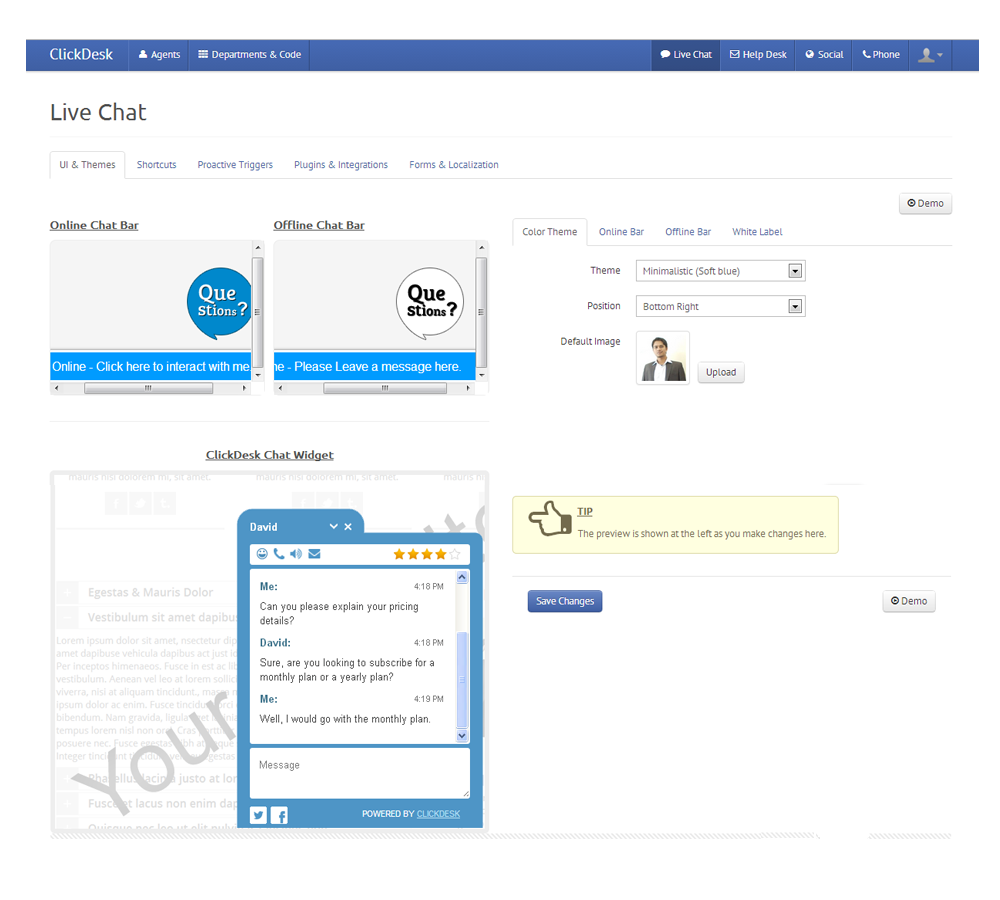 ClickDesk Agents Departments & Code Live Chat Help Desk Social Phone
Live Chat
UI & Themes Shortcuts Proactive Triggers Plugins & Integrations Forms & Localization
Demo
Online Chat Bar Offline Chat Bar
Que
stions?
Online - Click here to interact with me
Que
stions?
ne - Please Leave a message here.
Color Theme Online Bar Offline Bar White Label
Theme Minimalistic (Soft blue)
Position Bottom Right
Default Image
Upload
ClickDesk Chat Widget
mauris nisi dolorem mi, sit amet. mauris nisi dolorem mi, sit amet. mauris n
Your
Egestas & Mauris Dolor
Vestibulum sit amet dapibus
Lorem ipsum dolor sit amet, nsectetur dip
amet dapibuse vehicula dapibus act just
Per inceptos himenaeos. Fusce in est ac
vestibulum. Aenean vel leo at lorem
viverra, nisi at aliquam tincidunt.,
ipsum dolor ac enim. Fusce tincidunt
bibendum. Nam gravida, ligula
tempus lorem nisl non orci. Cras
posuere nec. Fusce egestas nibh at
Integer tincidunt
Phasellus lacinia justo at lor
Fusce et lacus non enim dap
David
Me: 4:18 PM
Can you please explain your pricing
details?
David: 4:18 PM
Sure, are you looking to subscribe for a
monthly plan or a yearly plan?
Me: 4:19 PM
Well, I would go with the monthly plan.
Message
POWERED BY CLICKDESK
TIP
The preview is shown at the left as you make changes here.
Save Changes Demo